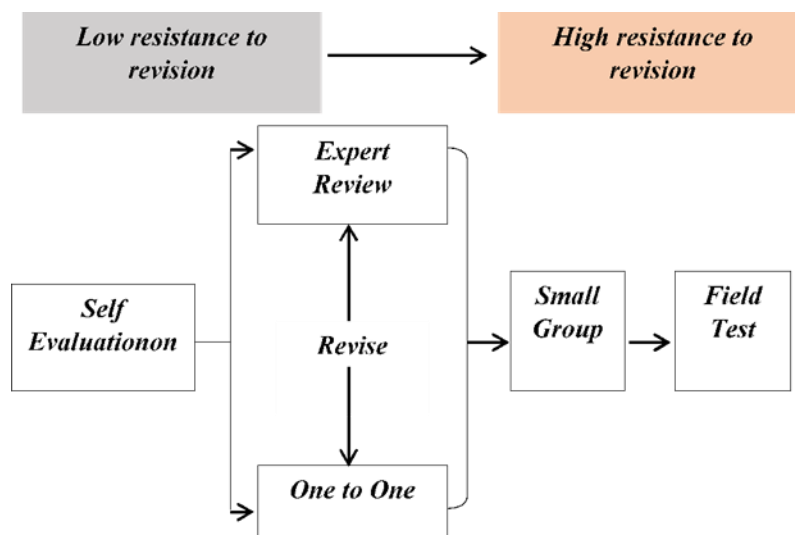 Low resistance to
revision
High resistance to
revision
Expert
Review
Self
Evaluationon
Revise
Small
Group
Field
Test
One to One